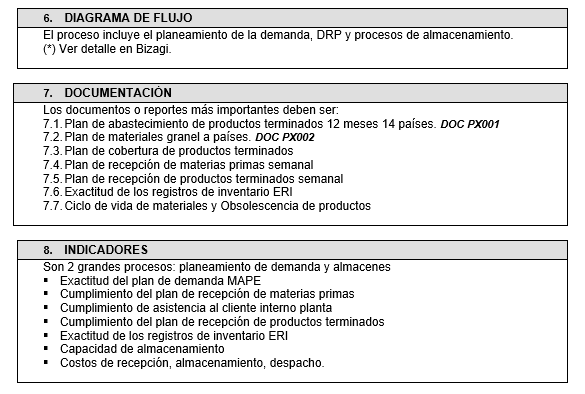 6. DIAGRAMA DE FLUJO
El proceso incluye el planeamiento de la demanda, DRP y procesos de almacenamiento.
(*) Ver detalle en Bizagi.
7. DOCUMENTACIÓN
Los documentos o reportes más importantes deben ser:
7.1. Plan de abastecimiento de productos terminados 12 meses 14 países. DOC PX001
7.2. Plan de materiales granel a países. DOC PX002
7.3. Plan de cobertura de productos terminados
7.4. Plan de recepción de materias primas semanal
7.5. Plan de recepción de productos terminados semanal
7.6. Exactitud de los registros de inventario ERI
7.7. Ciclo de vida de materiales y Obsolescencia de productos
8. INDICADORES
Son 2 grandes procesos: planeamiento de demanda y almacenes
▪ Exactitud del plan de demanda MAPE
▪ Cumplimiento del plan de recepción de materias primas
▪ Cumplimiento de asistencia al cliente interno planta
▪ Cumplimiento del plan de recepción de productos terminados
▪ Exactitud de los registros de inventario ERI
▪ Capacidad de almacenamiento
▪ Costos de recepción, almacenamiento, despacho.